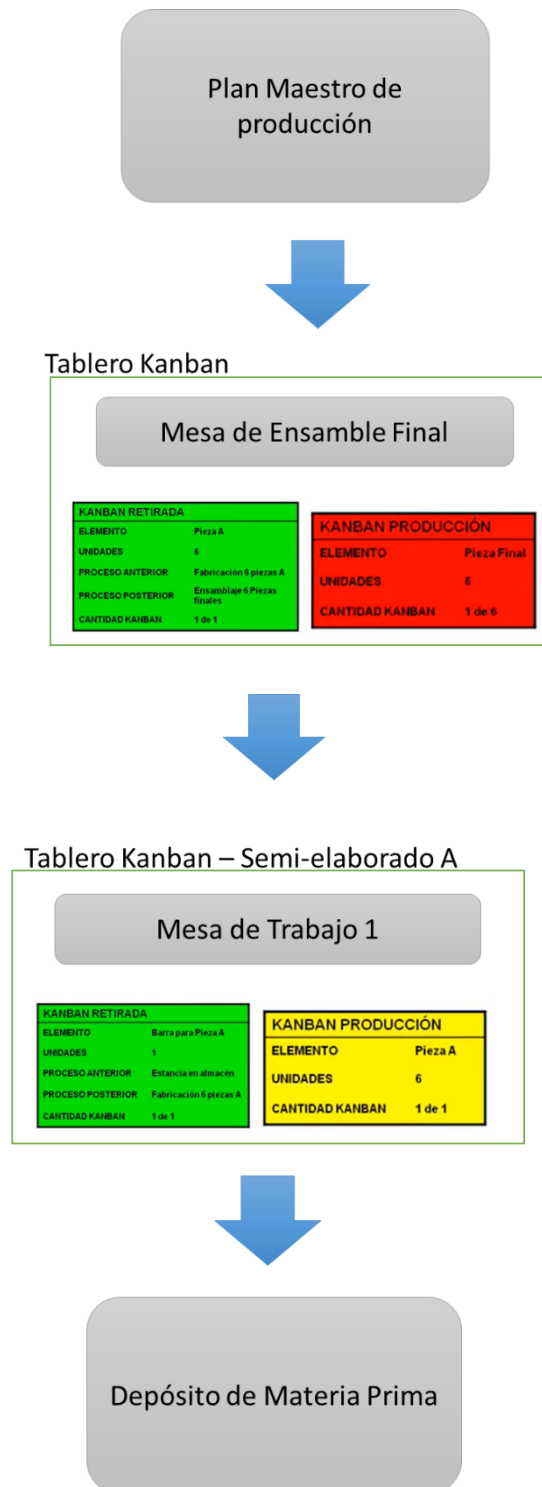 Plan Maestro de
producción
Tablero Kanban
Mesa de Ensamble Final
KANBAN RETIRADA
ELEMENTO Pieza A
UNIDADES 6
PROCESO ANTERIOR Fabricación 6 piezas A
PROCESO POSTERIOR Ensamblaje 6 Piezas
finales
CANTIDAD KANBAN 1 de 1
KANBAN PRODUCCIÓN
ELEMENTO Pieza Final
UNIDADES 6
CANTIDAD KANBAN 1 de 6
Tablero Kanban – Semi-elaborado A
Mesa de Trabajo 1
KANBAN RETIRADA
ELEMENTO Barra para Pieza A
UNIDADES 1
PROCESO ANTERIOR Estancia en almacén
PROCESO POSTERIOR Fabricación 6 piezas A
CANTIDAD KANBAN 1 de 1
KANBAN PRODUCCIÓN
ELEMENTO Pieza A
UNIDADES 6
CANTIDAD KANBAN 1 de 1
Depósito de Materia Prima